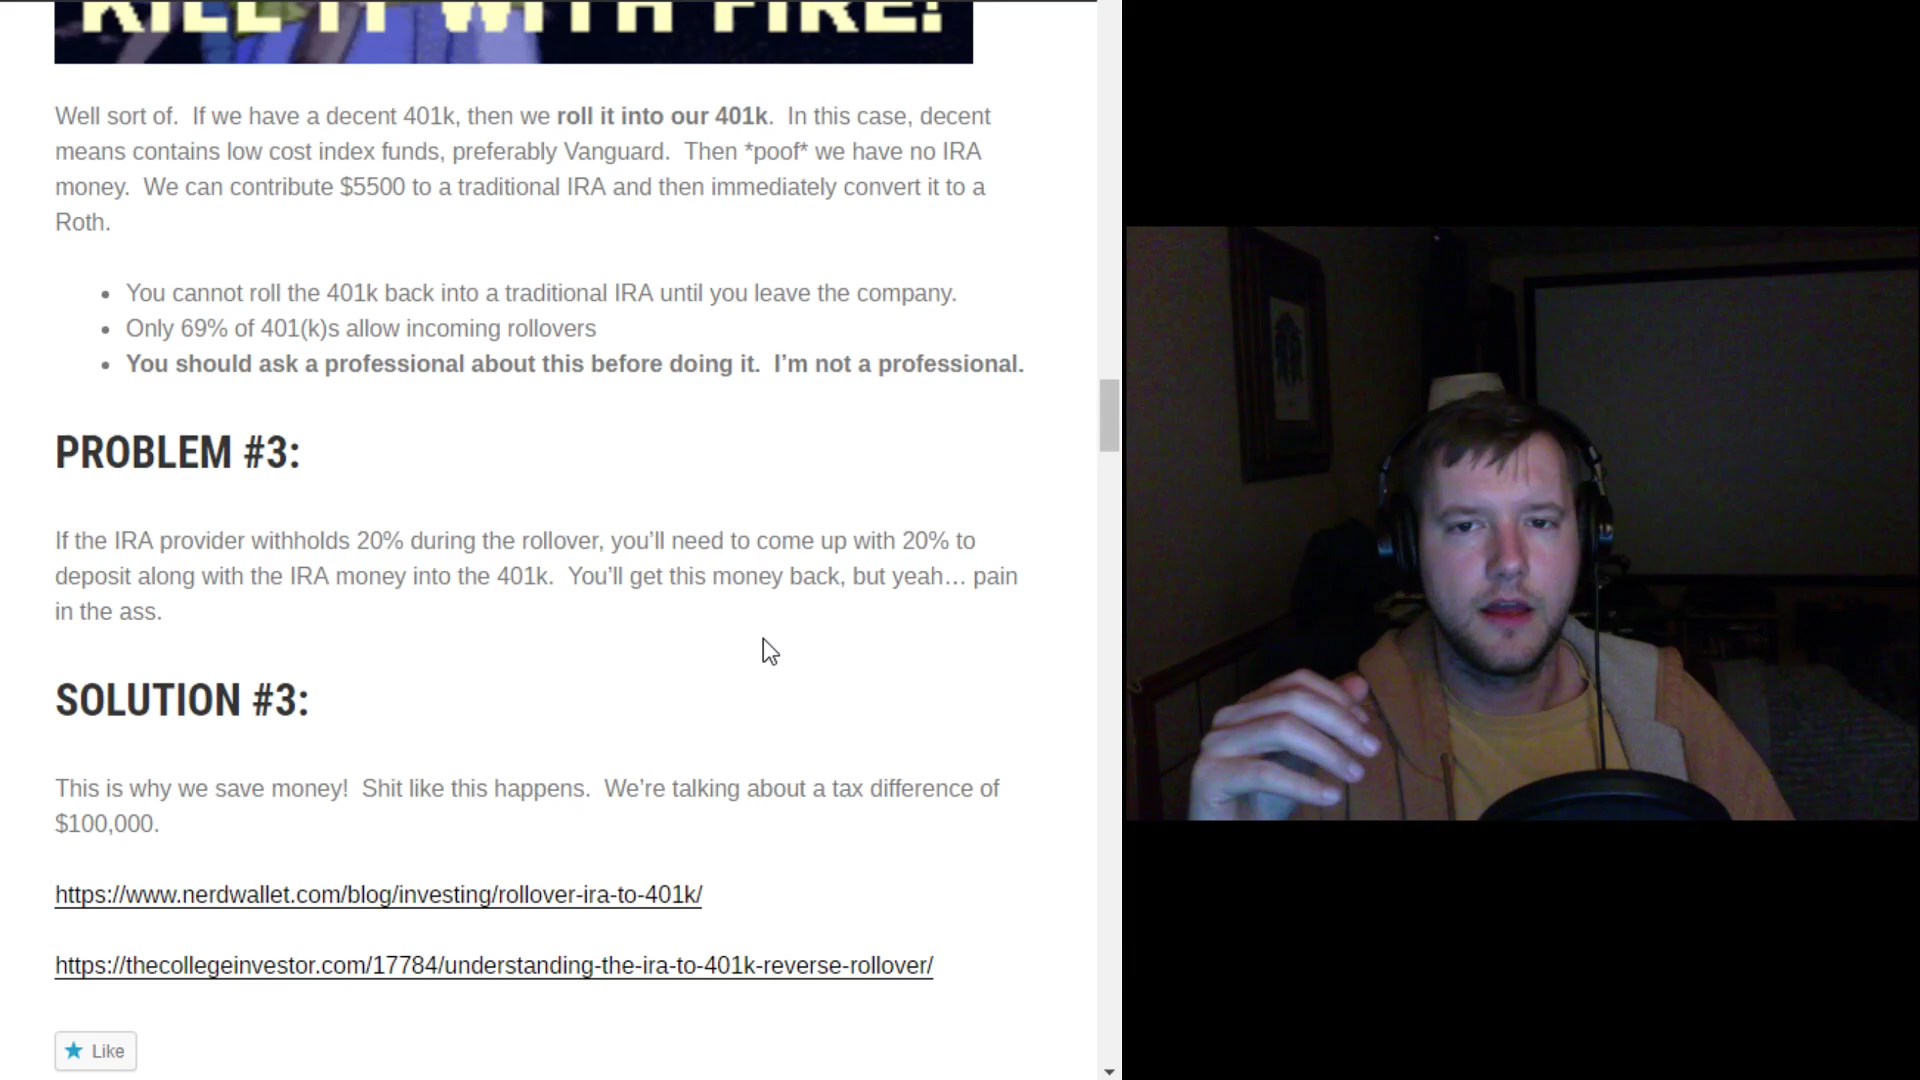 KILL IT WITH FIRE!
Well sort of.  If we have a decent 401k, then we roll it into our 401k.  In this case, decent
means contains low cost index funds, preferably Vanguard.  Then *poof* we have no IRA
money.  We can contribute $5500 to a traditional IRA and then immediately convert it to a
Roth.
You cannot roll the 401k back into a traditional IRA until you leave the company.
Only 69% of 401(k)s allow incoming rollovers
You should ask a professional about this before doing it.  I’m not a professional.
PROBLEM #3:
If the IRA provider withholds 20% during the rollover, you’ll need to come up with 20% to
deposit along with the IRA money into the 401k.  You’ll get this money back, but yeah… pain
in the ass.
SOLUTION #3:
This is why we save money!  Shit like this happens.  We’re talking about a tax difference of
$100,000.
https://www.nerdwallet.com/blog/investing/rollover-ira-to-401k/
https://thecollegeinvestor.com/17784/understanding-the-ira-to-401k-reverse-rollover/
Like